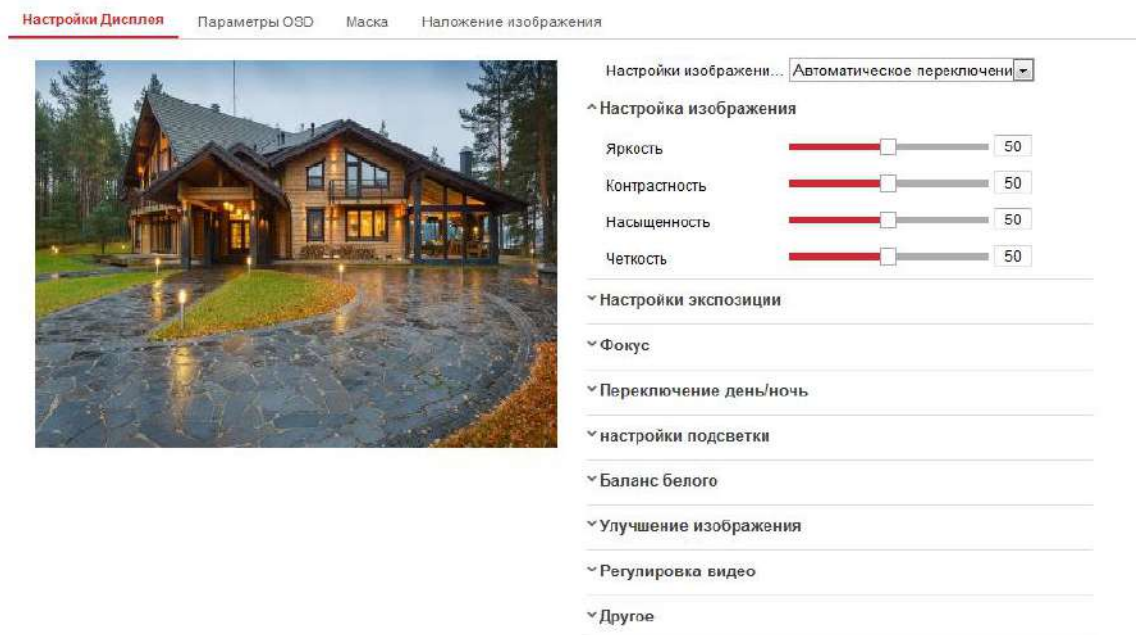 Настройки Дисплея Параметры OSD Маска Наложение изображения
Настройки изображени... Автоматическое переключени
Настройка изображения
Яркость 50
Контрастность 50
Насыщенность 50
Четкость 50
Настройки экспозиции
Фокус
Переключение день/ночь
настройки подсветки
Баланс белого
Улучшение изображения
Регулировка видео
Другое